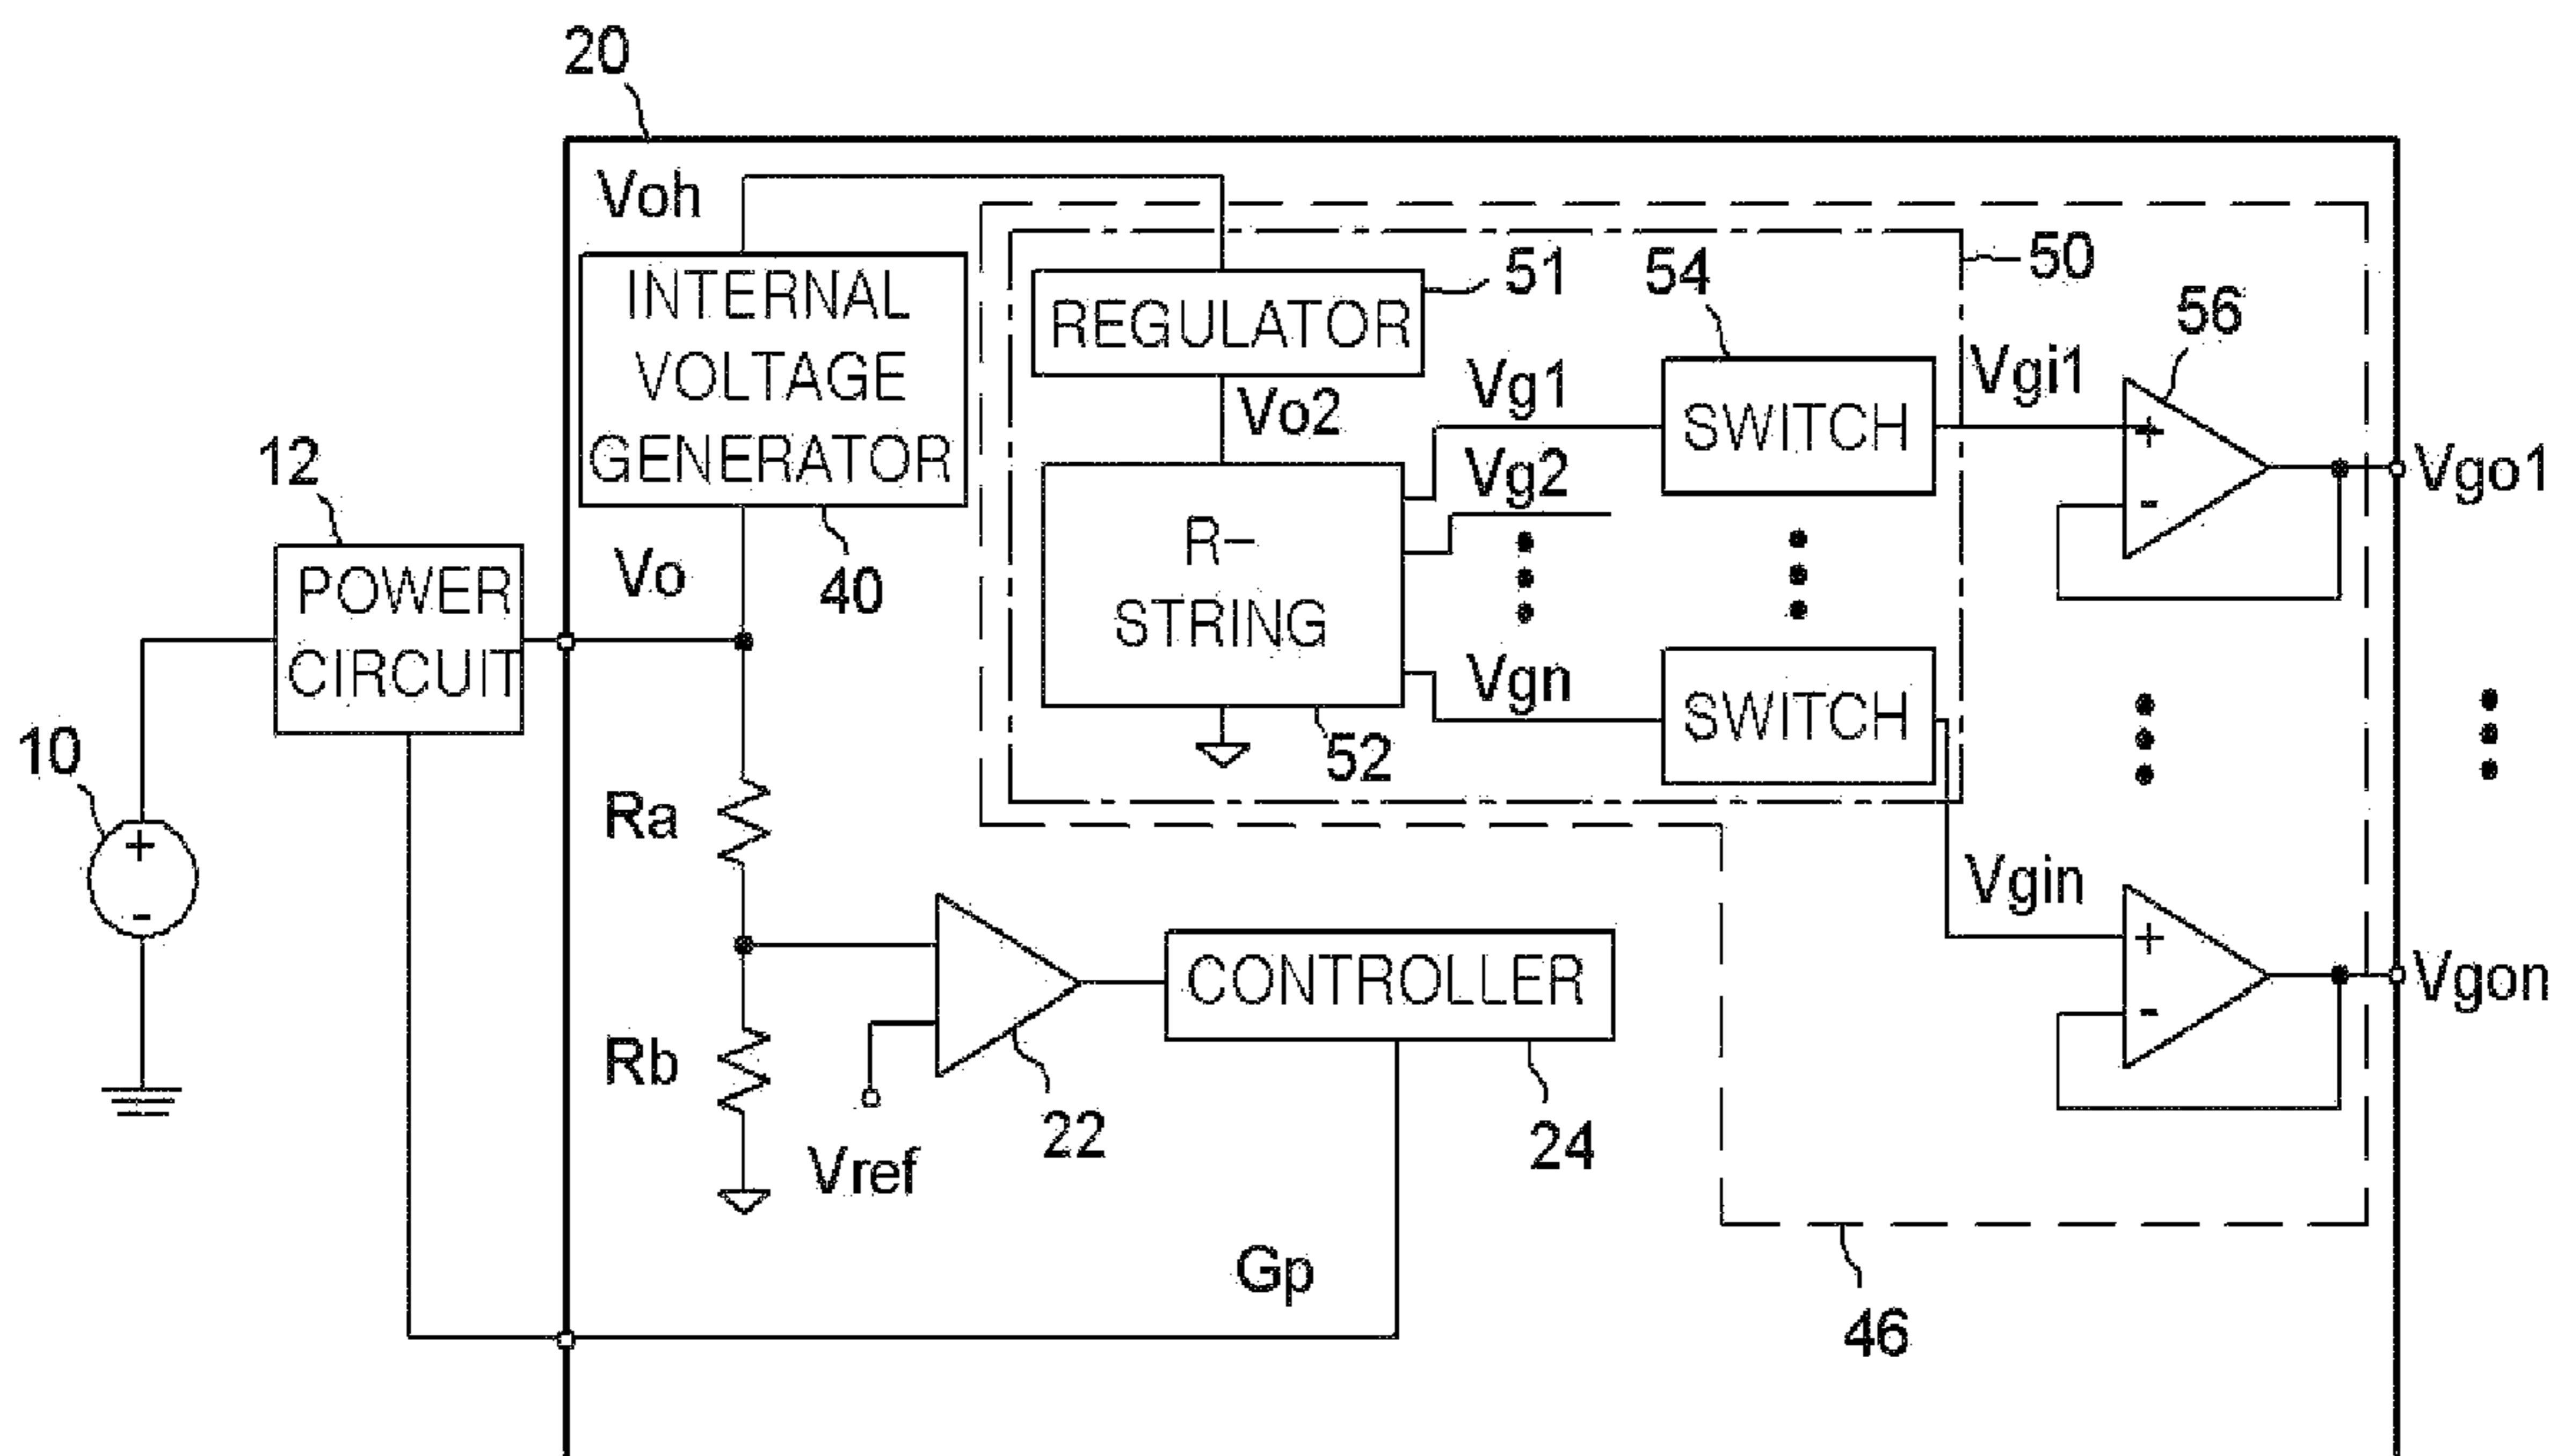 20
Voh
INTERNAL
VOLTAGE
GENERATOR
40
REGULATOR
51
54
50
56
Vo2
Vg1
SWITCH
Vgi1
+
-
Vgo1
Vg2
R-
STRING
52
Vgn
SWITCH
12
POWER
CIRCUIT
Vo
10
+
-
Ra
Rb
Vref
22
CONTROLLER
24
Vgin
+
-
Vgon
Gp
46